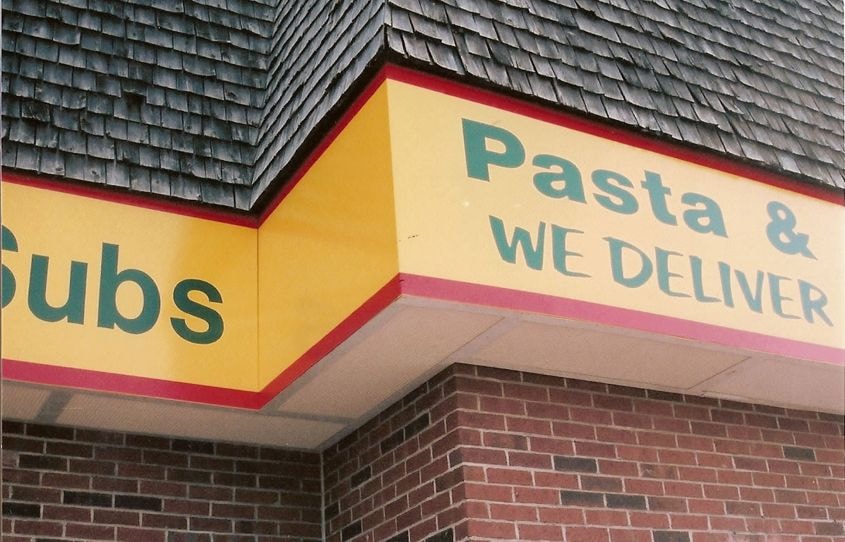 Subs
Pasta &
WE DELIVER